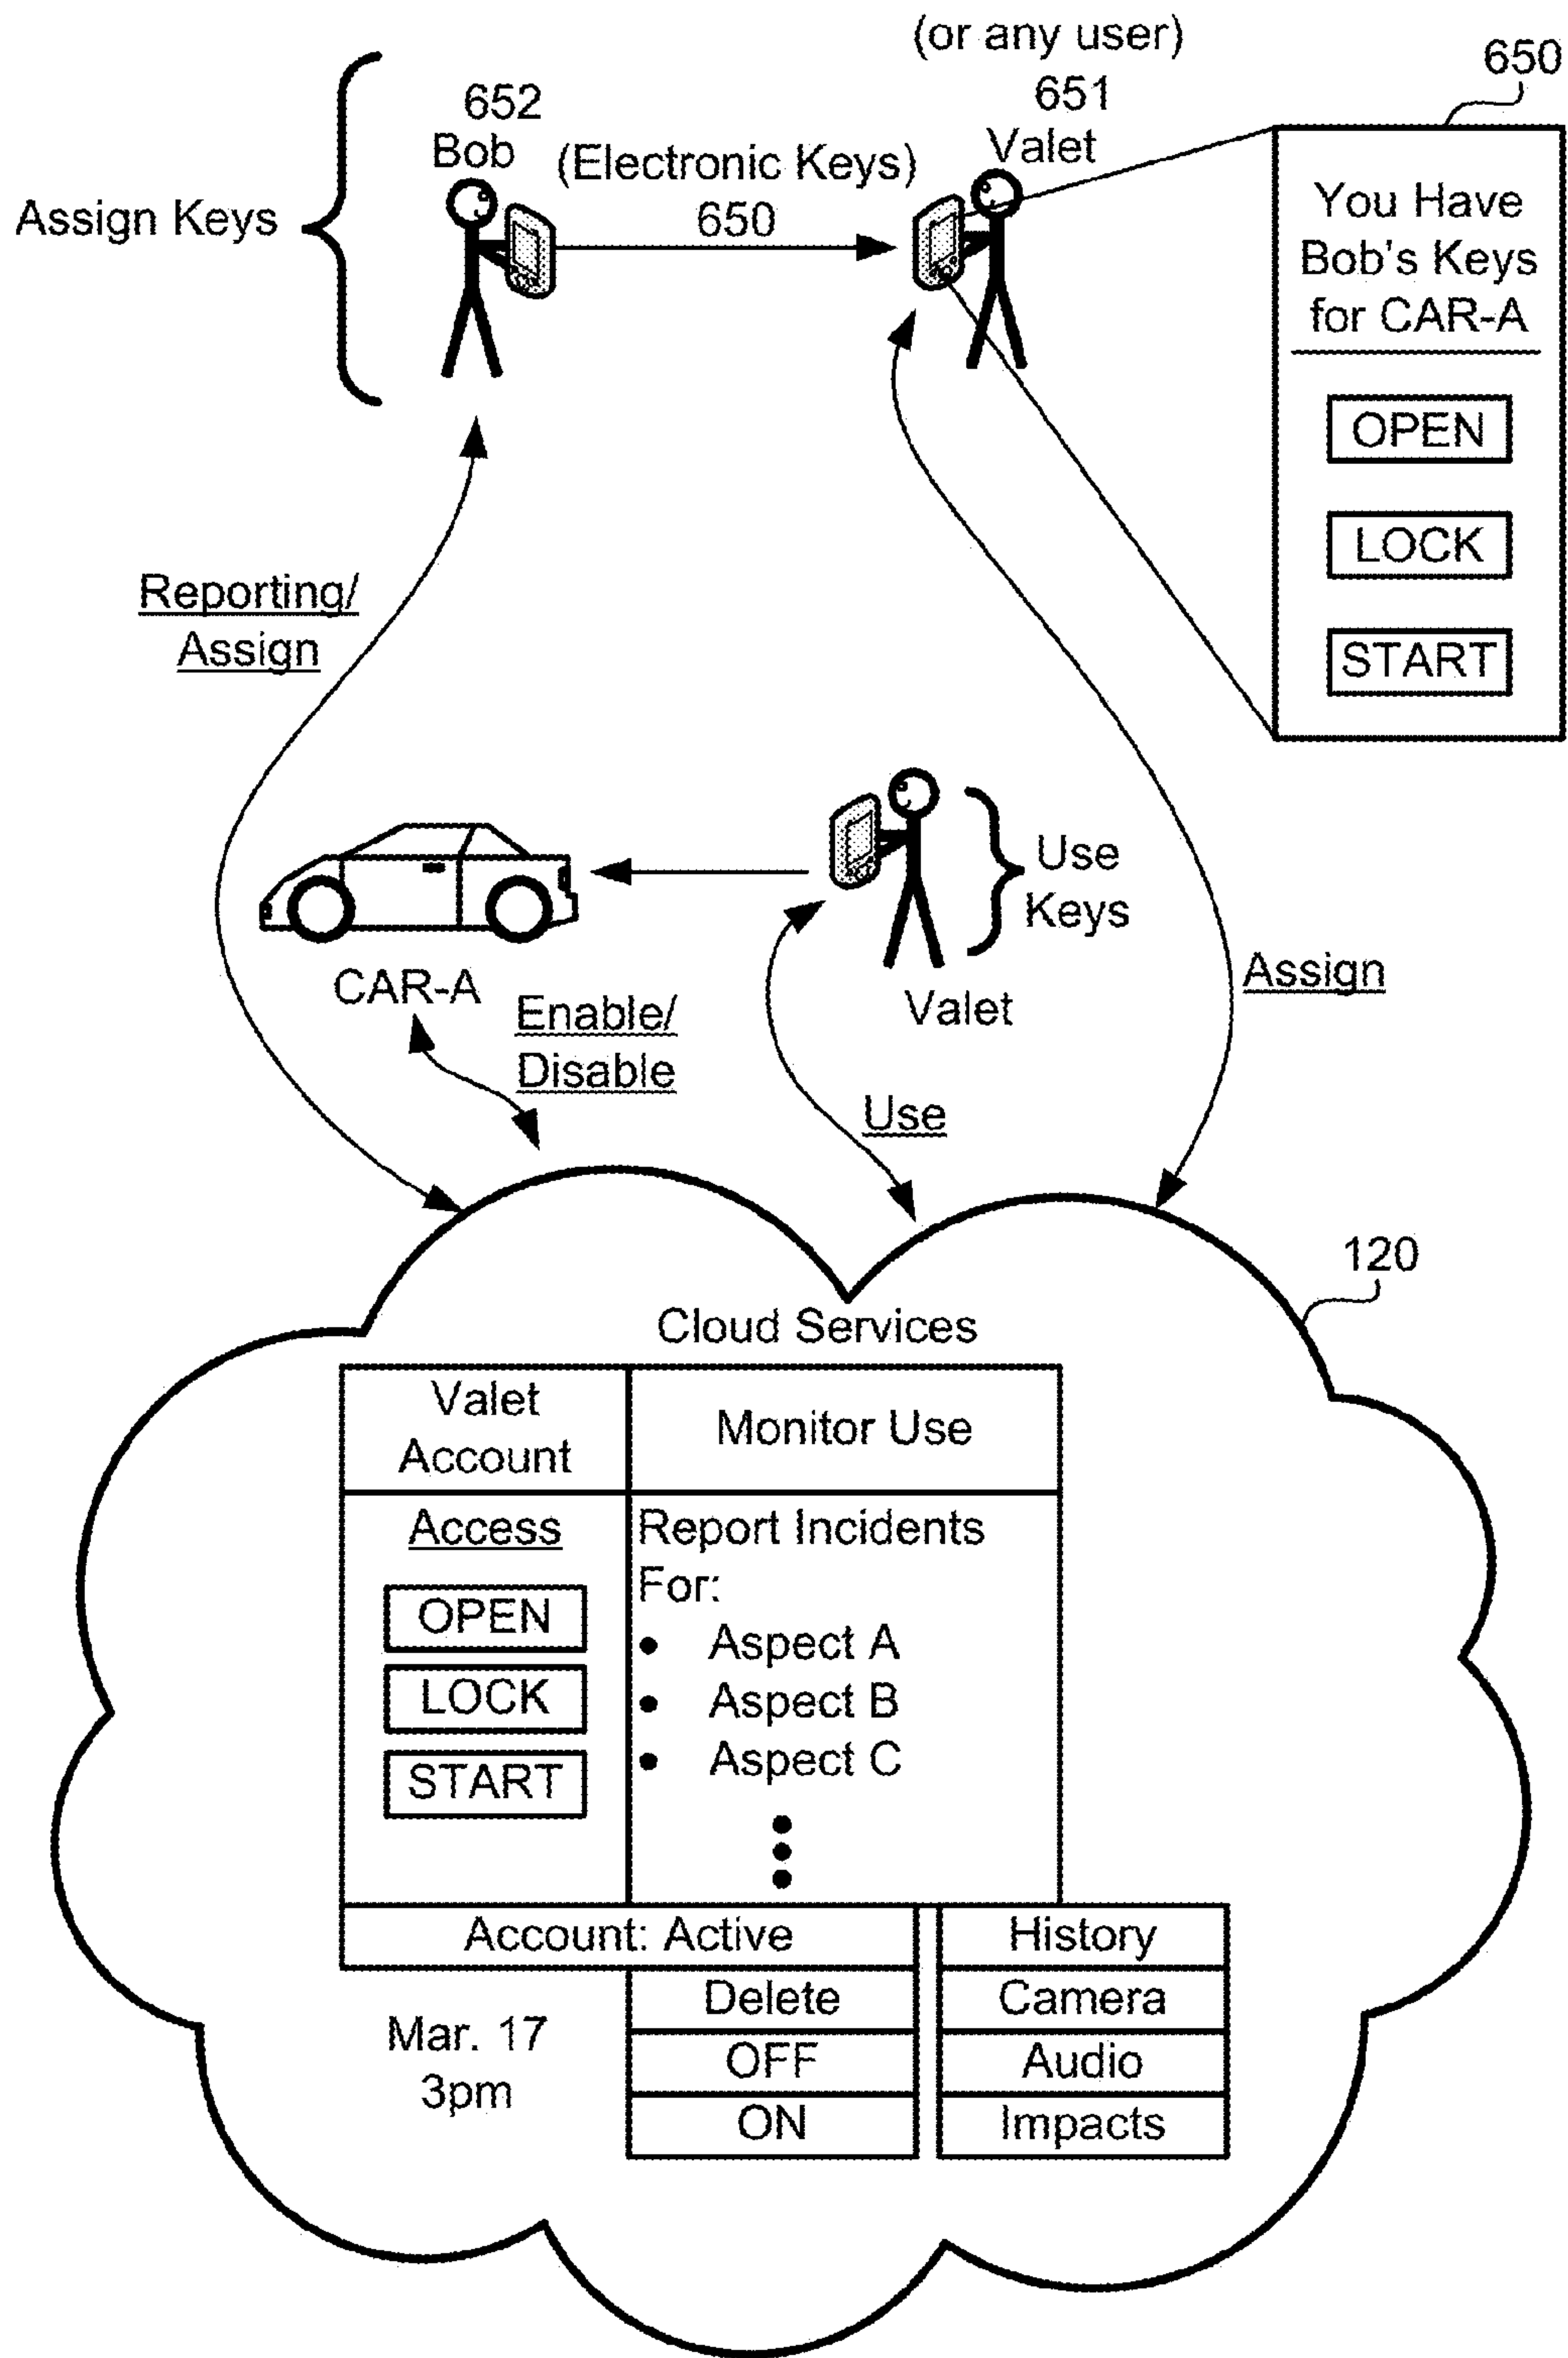 (or any user)
650
652
651
Bob
Valet
(Electronic Keys)
650
Assign Keys
You Have
Bob's Keys
for CAR-A
OPEN
LOCK
START
Reporting/
Assign
Use
Keys
CAR-A
Valet
Assign
Enable/
Disable
Use
120
Cloud Services
Valet
Account
Monitor Use
Access
OPEN
LOCK
START
Report Incidents
For:
• Aspect A
• Aspect B
• Aspect C
Account: Active
History
Delete
Camera
Mar. 17
3pm
OFF
Audio
ON
Impacts